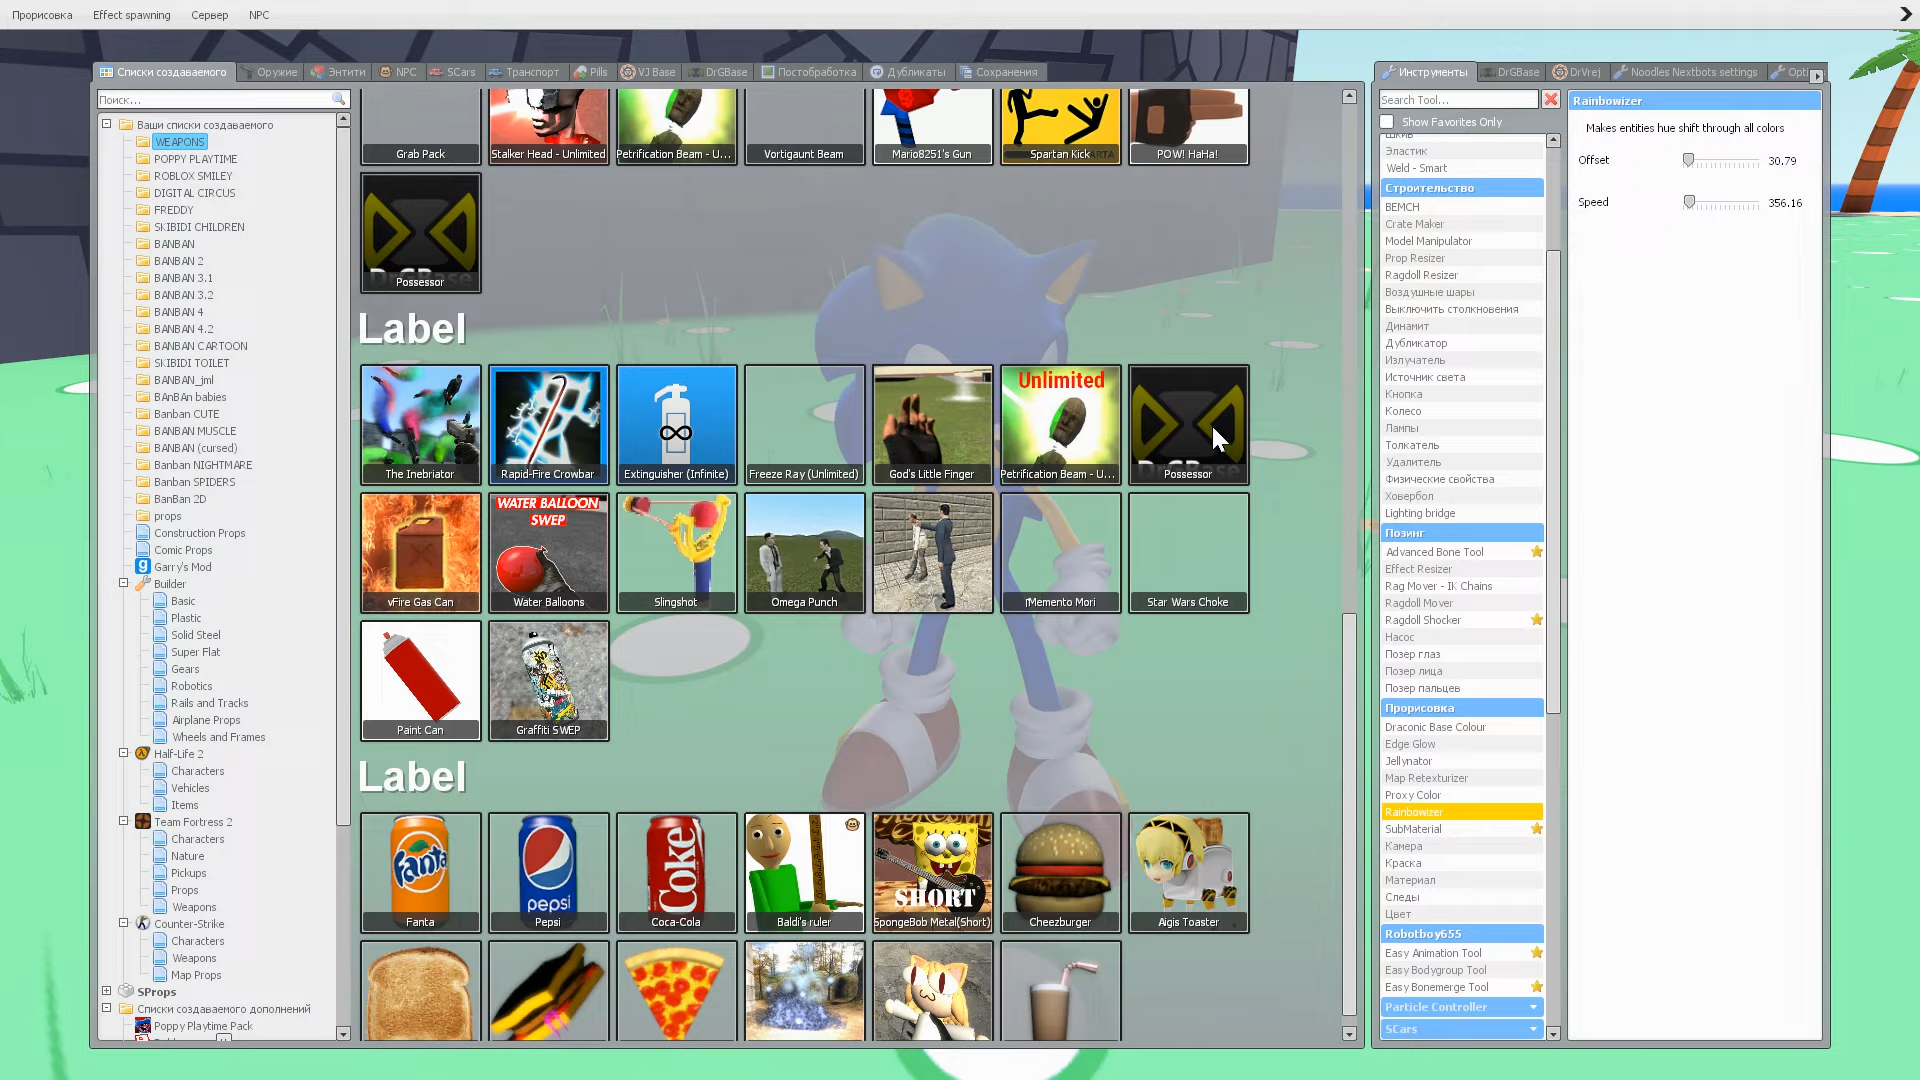 Прорисовка
Effect spawning
Сервер
NPC
Списки создаваемого
Оружие
Энтити
NPC
SCars
Транспорт
Pills
VJ Base
DrGBase
Постобработка
Дубликаты
Сохранения
Поиск...
Ваши списки создаваемого
WEAPONS
POPPY PLAYTIME
ROBLOX SMILEY
DIGITAL CIRCUS
FREDDY
SKIBIDI CHILDREN
BANBAN
BANBAN 2
BANBAN 3.1
BANBAN 3.2
BANBAN 4
BANBAN 4.2
BANBAN CARTOON
SKIBIDI TOILET
BANBAN_jml
BAnBAn babies
Banban CUTE
BANBAN MUSCLE
BANBAN (cursed)
Banban NIGHTMARE
Banban SPIDERS
BanBan 2D
props
Construction Props
Comic Props
Garry's Mod
Builder
Basic
Plastic
Solid Steel
Super Flat
Gears
Robotics
Rails and Tracks
Airplane Props
Wheels and Frames
Half-Life 2
Characters
Vehicles
Items
Team Fortress 2
Characters
Nature
Pickups
Props
Weapons
Counter-Strike
Characters
Weapons
Map Props
SProps
Списки создаваемого дополнений
Poppy Playtime Pack
Grab Pack
Stalker Head - Unlimited
Petrification Beam - U...
Vortigaunt Beam
Mario8251's Gun
Spartan Kick
POW! HaHa!
DrGBase
Possessor
Label
The Inebriator
Rapid-Fire Crowbar
Extinguisher (Infinite)
Freeze Ray (Unlimited)
God's Little Finger
Unlimited
Petrification Beam - U...
DrGBase
Possessor
vFire Gas Can
WATER BALLOON
SWEP
Water Balloons
Slingshot
Omega Punch
Memento Mori
Star Wars Choke
Paint Can
Graffiti SWEP
Label
Fanta
Fanta
pepsi
Pepsi
Coke
Coca-Cola
Baldi's ruler
SHORT
SpongeBob Metal(Short)
Cheezburger
Aigis Toaster
Инструменты
DrGBase
DrVrej
Noodles Nextbots settings
Opti
Search Tool...
Show Favorites Only
Шкив
Эластик
Weld - Smart
Строительство
BEMCH
Crate Maker
Model Manipulator
Prop Resizer
Ragdoll Resizer
Воздушные шары
Выключить столкновения
Динамит
Дубликатор
Излучатель
Источник света
Кнопка
Колесо
Лампы
Толкатель
Удалитель
Физические свойства
Ховербол
Lighting bridge
Позинг
Advanced Bone Tool
Effect Resizer
Rag Mover - IK Chains
Ragdoll Mover
Ragdoll Shocker
Насос
Позер глаз
Позер лица
Позер пальцев
Прорисовка
Draconic Base Colour
Edge Glow
Jellynator
Map Retexturizer
Proxy Color
Rainbowizer
SubMaterial
Камера
Краска
Материал
Следы
Цвет
Robotboy655
Easy Animation Tool
Easy Bodygroup Tool
Easy Bonemerge Tool
Particle Controller
SCars
Rainbowizer
Makes entities hue shift through all colors
Offset 30.79
Speed 356.16